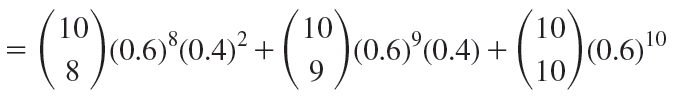 = \binom{10}{8}(0.6)^8(0.4)^2 + \binom{10}{9}(0.6)^9(0.4) + \binom{10}{10}(0.6)^{10}